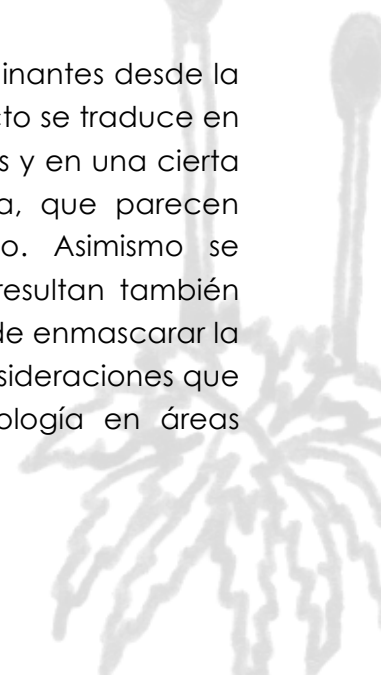 inantes desde la
cto se traduce en
s y en una cierta
a, que parecen
o. Asimismo se
resultan también
de enmascarar la
sideraciones que
ología en áreas